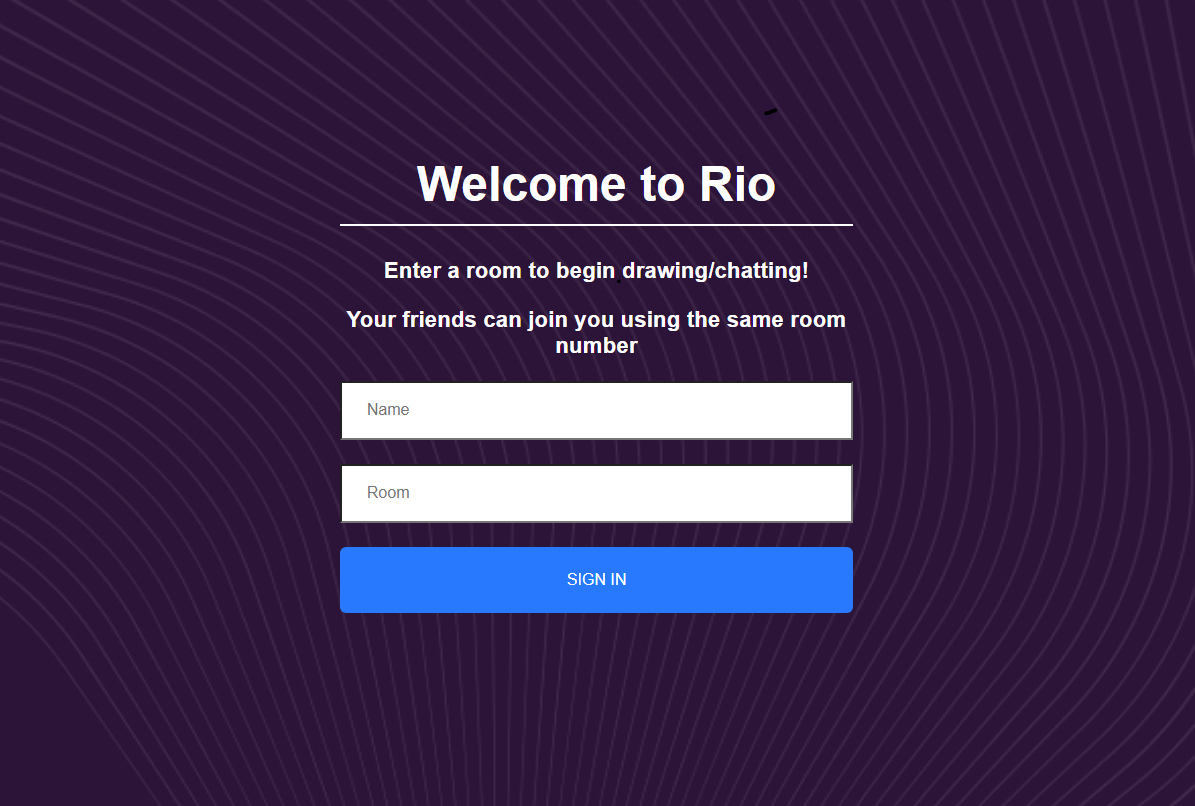 Welcome to Rio
Enter a room to begin drawing/chatting!
Your friends can join you using the same room
number
Name
Room
SIGN IN